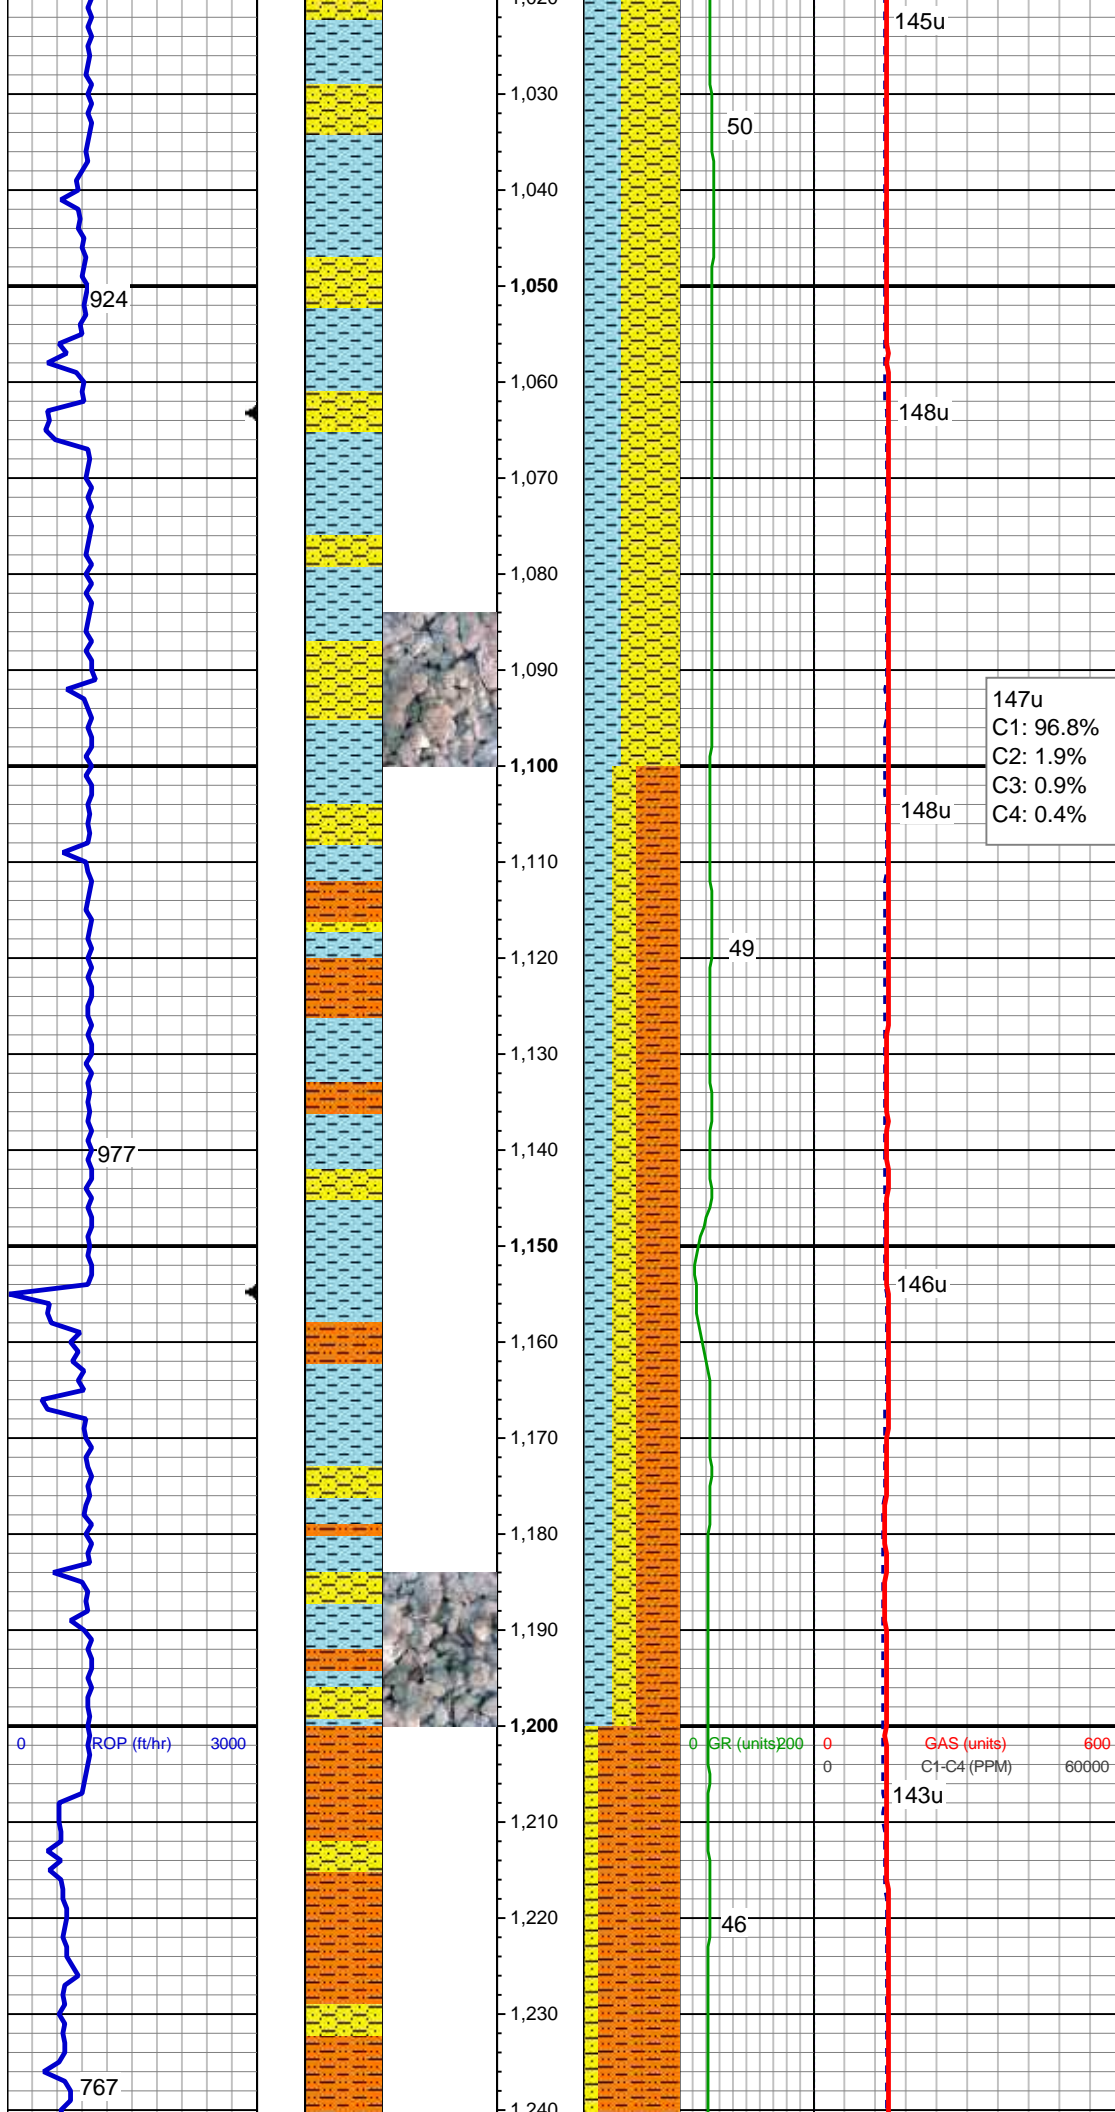 1,020
145u
1,030
50
1,040
1,050
924
1,060
148u
1,070
1,080
1,090
147u
C1: 96.8%
C2: 1.9%
C3: 0.9%
C4: 0.4%
1,100
148u
1,110
49
1,120
1,130
1,140
977
1,150
146u
1,160
1,170
1,180
1,190
1,200
0 ROP (ft/hr) 3000
0 GR (units) 200
0 GAS (units) 600
0 C1-C4 (PPM) 60000
143u
1,210
1,220
46
1,230
767
1,240